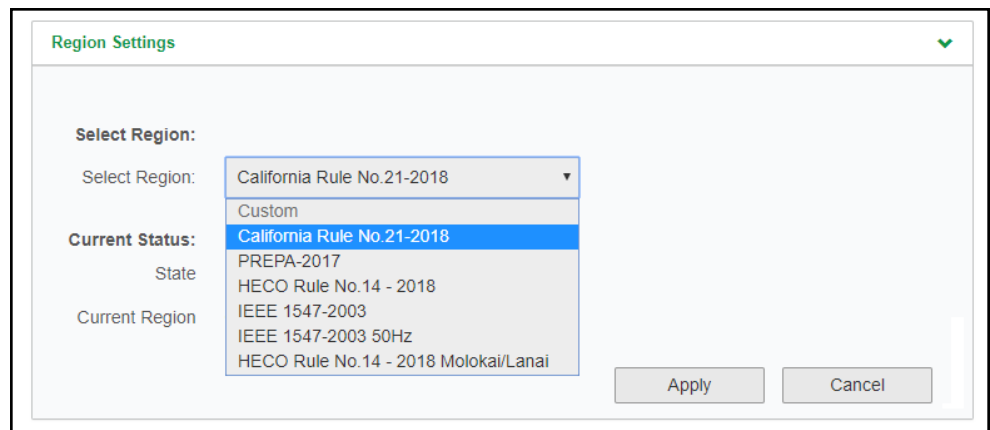 Region Settings
Select Region:
Select Region: California Rule No.21-2018
Custom
Current Status: California Rule No.21-2018
PREPA-2017
State HECO Rule No.14 - 2018
Current Region IEEE 1547-2003
IEEE 1547-2003 50Hz
HECO Rule No.14 - 2018 Molokai/Lanai
Apply Cancel